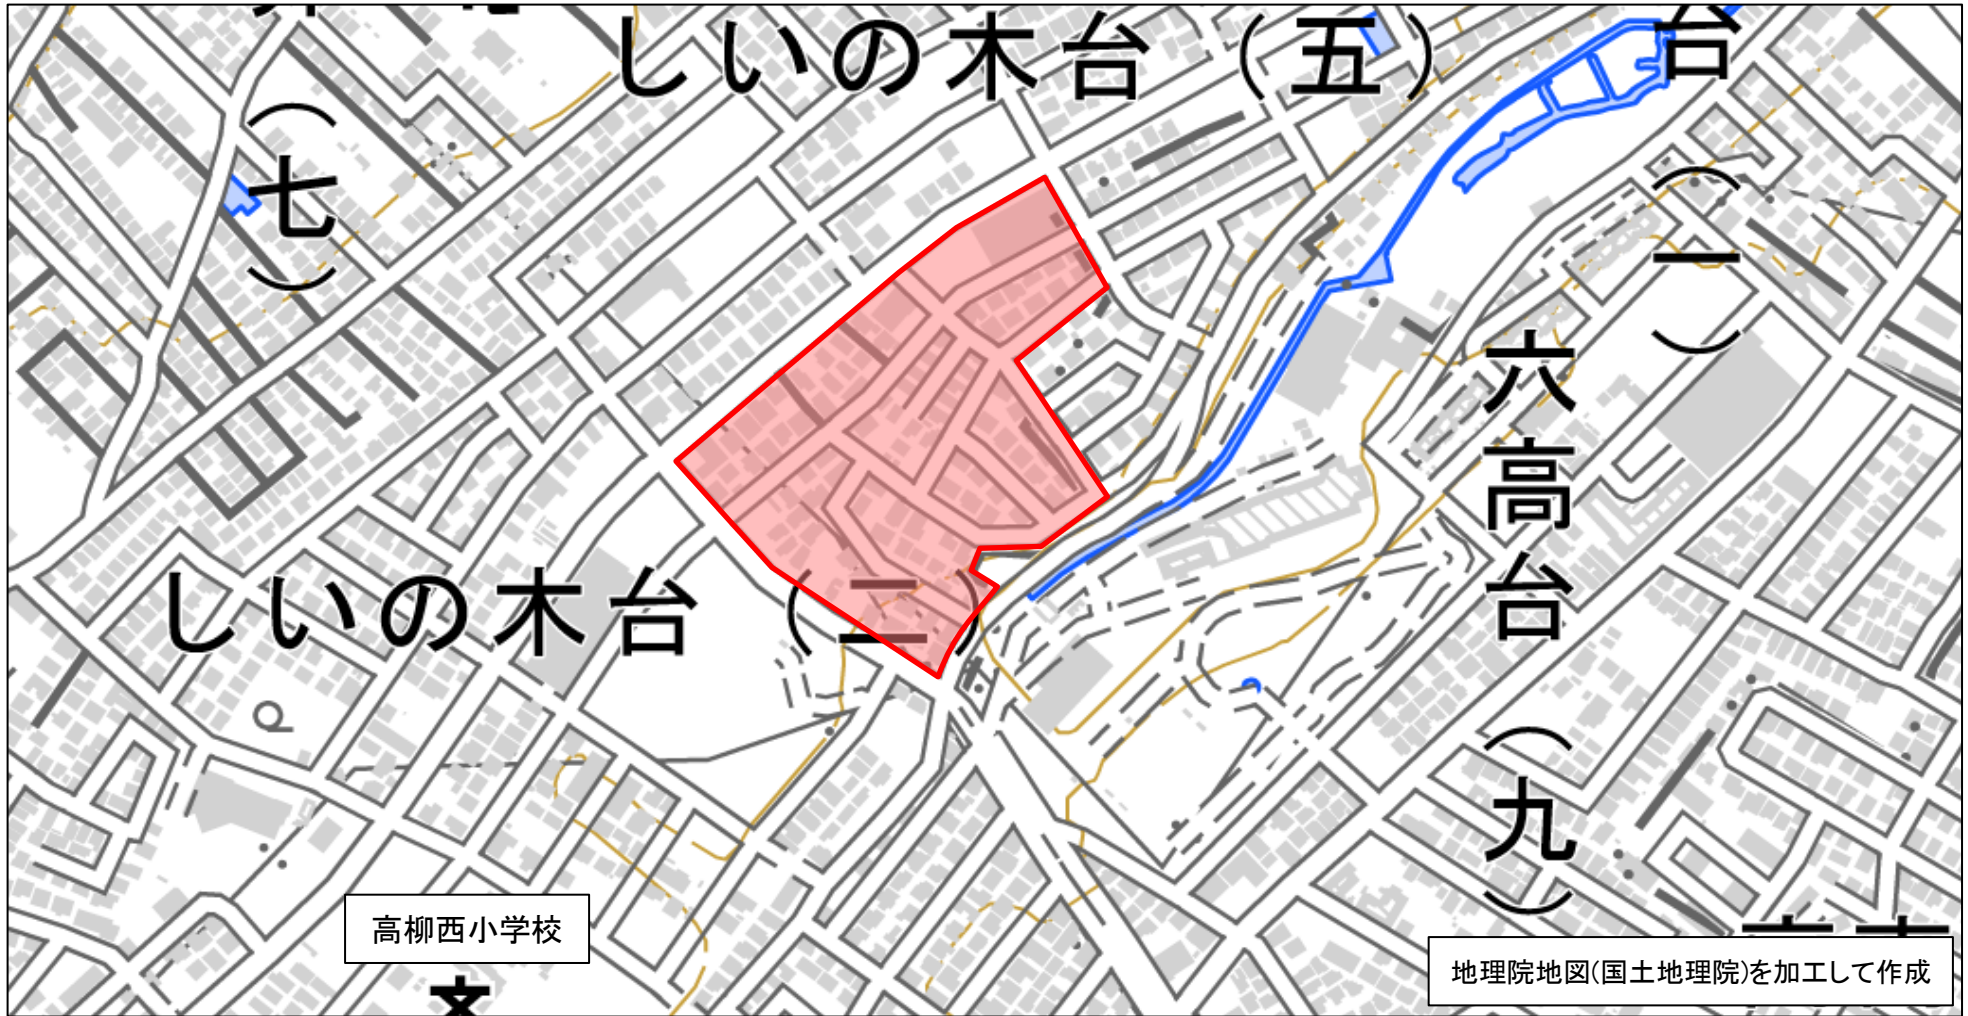 しいの木台(五)
台
(一)
(七)
六高台
しいの木台(二)
(九)
高柳西小学校
地理院地図(国土地理院)を加工して作成